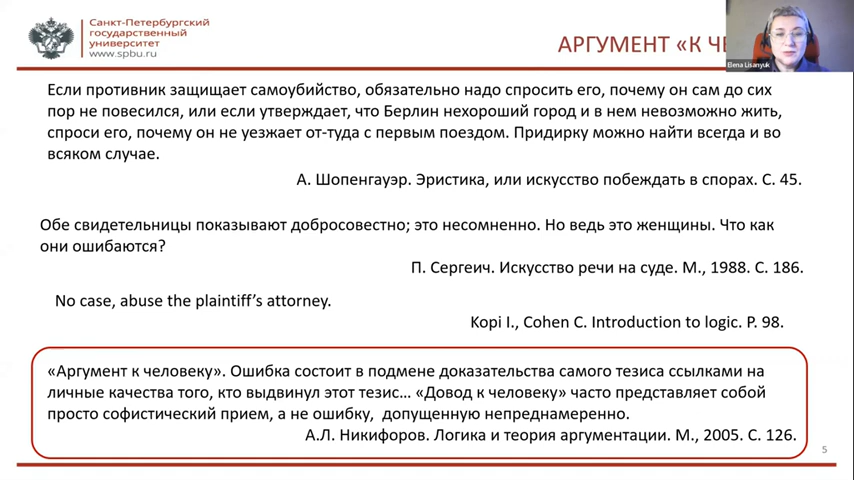 Санкт-Петербургский
государственный
университет
www.spbu.ru
АРГУМЕНТ «К
Elena Lisanyuk
Если противник защищает самоубийство, обязательно надо спросить его, почему он сам до сих
пор не повесился, или если утверждает, что Берлин нехороший город и в нем невозможно жить,
спроси его, почему он не уезжает от-туда с первым поездом. Придирку можно найти всегда и во
всяком случае.
А. Шопенгауэр. Эристика, или искусство побеждать в спорах. С. 45.
Обе свидетельницы показывают добросовестно; это несомненно. Но ведь это женщины. Что как
они ошибаются?
П. Сергеич. Искусство речи на суде. М., 1988. С. 186.
No case, abuse the plaintiff’s attorney.
Kopi I., Cohen C. Introduction to logic. P. 98.
«Аргумент к человеку». Ошибка состоит в подмене доказательства самого тезиса ссылками на
личные качества того, кто выдвинул этот тезис... «Довод к человеку» часто представляет собой
просто софистический прием, а не ошибку, допущенную непреднамеренно.
А.Л. Никифоров. Логика и теория аргументации. М., 2005. С. 126.
5